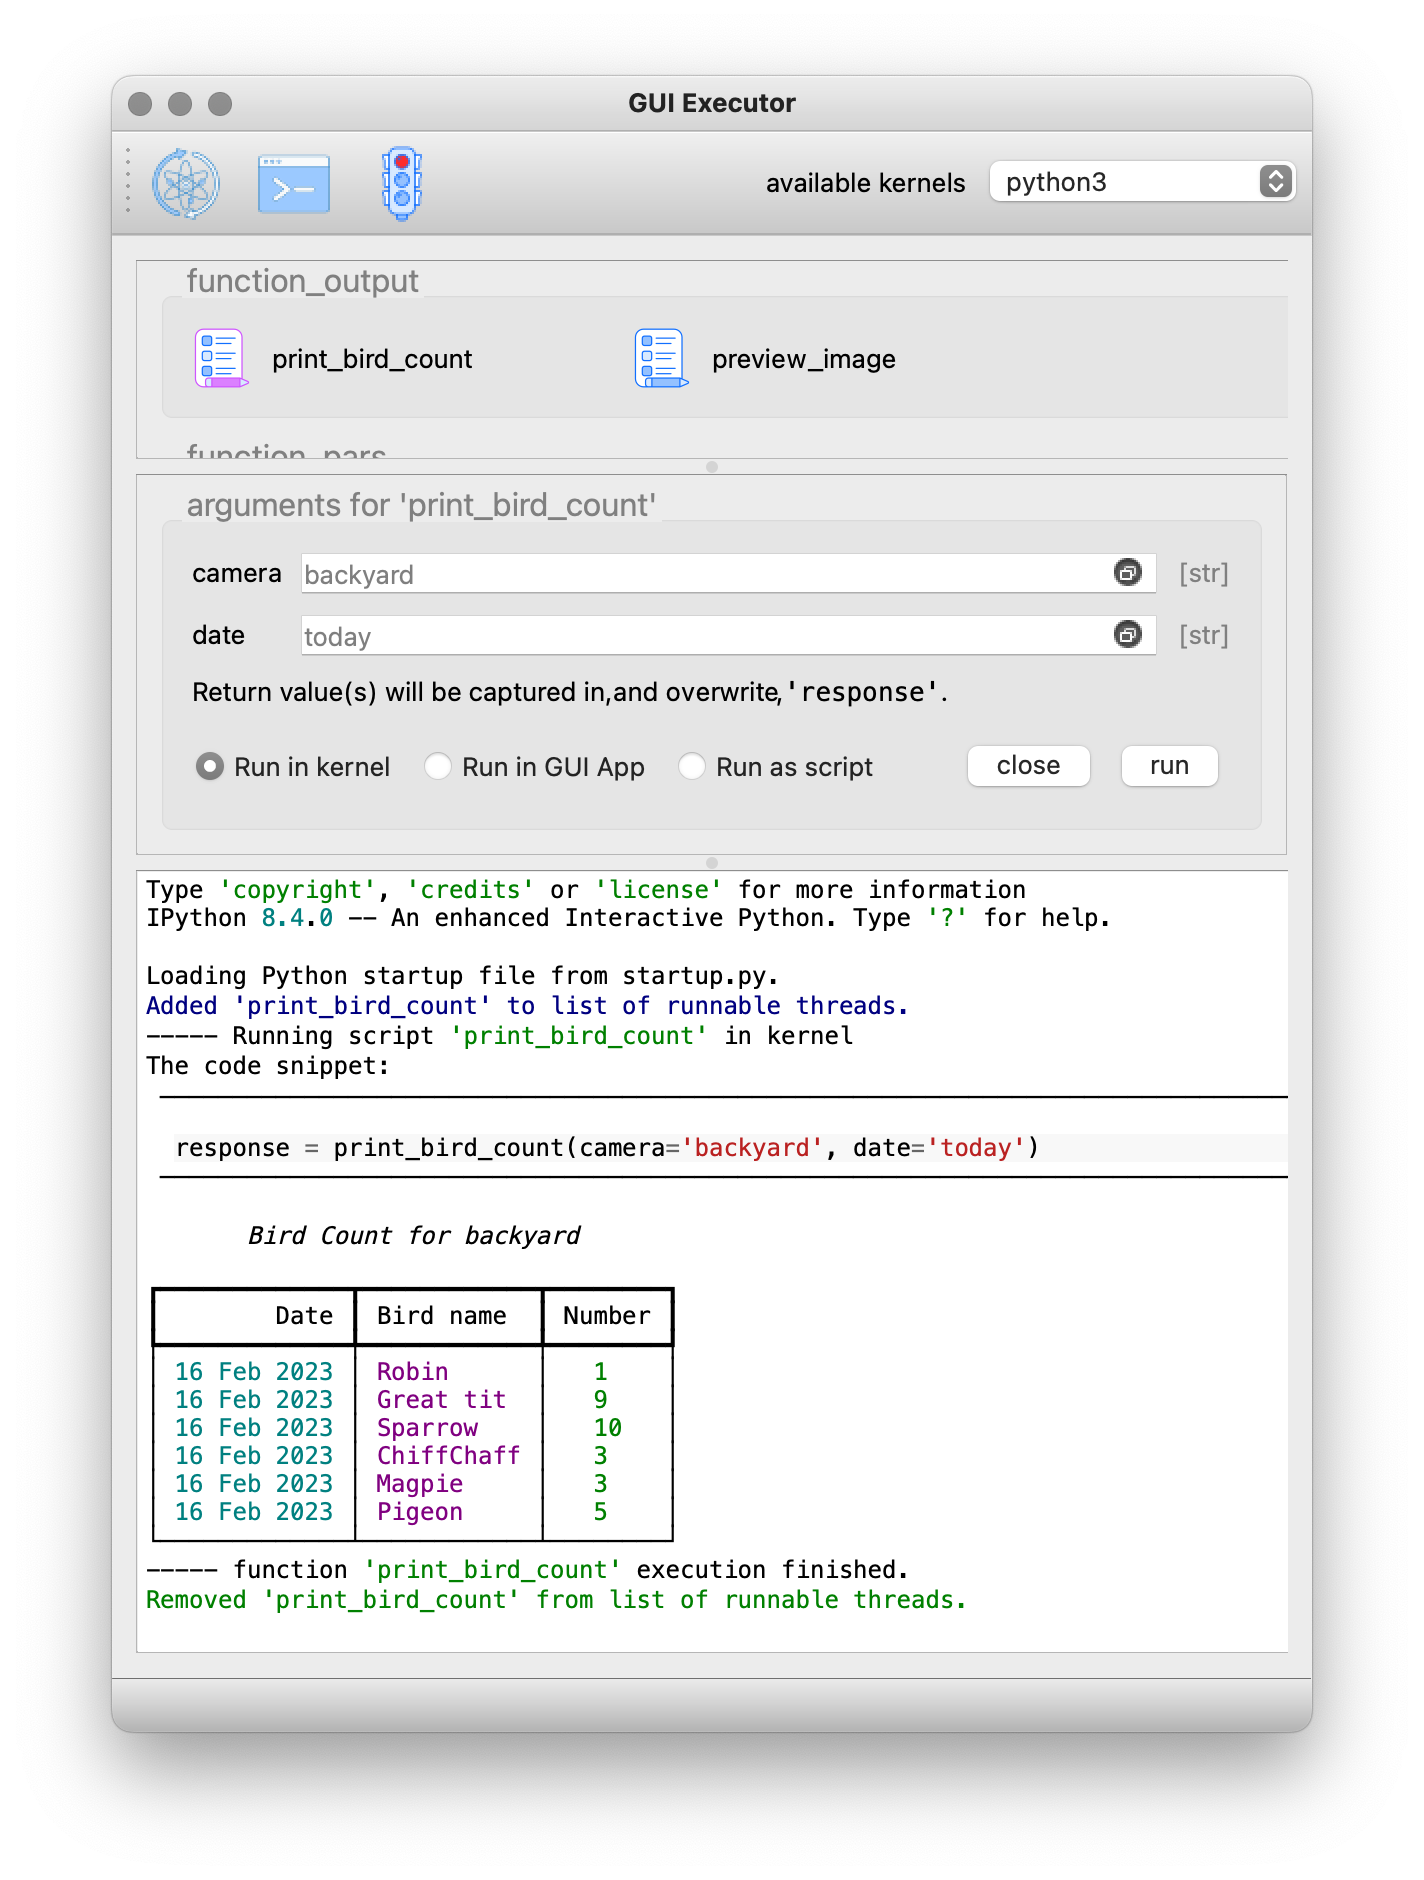 GUI Executor
available kernels python3
function_output
print_bird_count preview_image
function_pars
arguments for 'print_bird_count'
camera backyard [str]
date today [str]
Return value(s) will be captured in,and overwrite,'response'.
Run in kernel Run in GUI App Run as script close run
Type 'copyright', 'credits' or 'license' for more information
IPython 8.4.0 -- An enhanced Interactive Python. Type '?' for help.
Loading Python startup file from startup.py.
Added 'print_bird_count' to list of runnable threads.
----- Running script 'print_bird_count' in kernel
The code snippet:
response = print_bird_count(camera='backyard', date='today')
Bird Count for backyard
Date Bird name Number
16 Feb 2023 Robin 1
16 Feb 2023 Great tit 9
16 Feb 2023 Sparrow 10
16 Feb 2023 ChiffChaff 3
16 Feb 2023 Magpie 3
16 Feb 2023 Pigeon 5
----- function 'print_bird_count' execution finished.
Removed 'print_bird_count' from list of runnable threads.